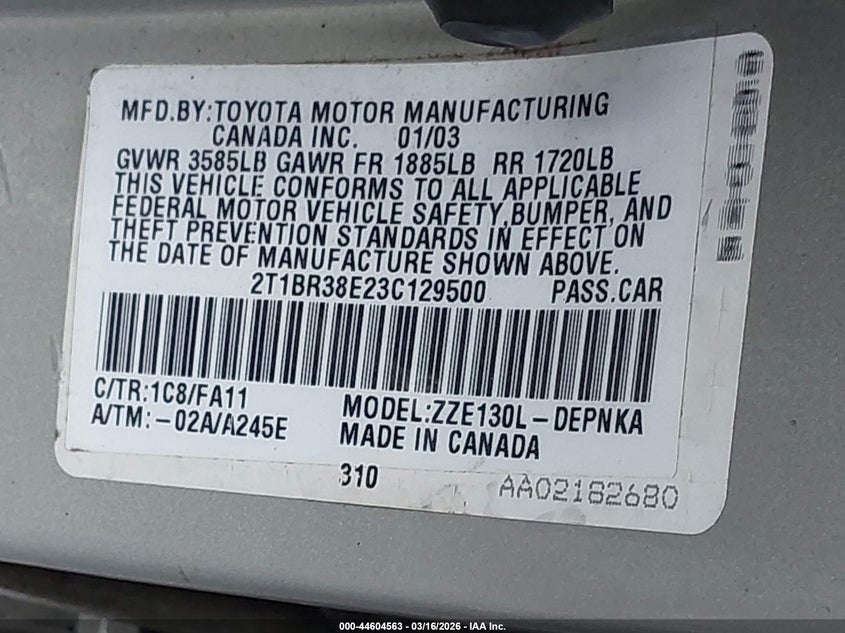 MFD.BY:TOYOTA MOTOR MANUFACTURING
CANADA INC. 01/03
GVWR 3585LB GAWR FR 1885LB RR 1720LB
THIS VEHICLE CONFORMS TO ALL APPLICABLE
FEDERAL MOTOR VEHICLE SAFETY,BUMPER, AND
THEFT PREVENTION STANDARDS IN EFFECT ON
THE DATE OF MANUFACTURE SHOWN ABOVE.
2T1BR38E23C129500 PASS.CAR
C/TR:1C8/FA11
A/TM:-02A/A245E
MODEL:ZZE130L-DEPNKA
MADE IN CANADA
310
AA02182680
000-44604563 - 03/16/2026 - IAA Inc.